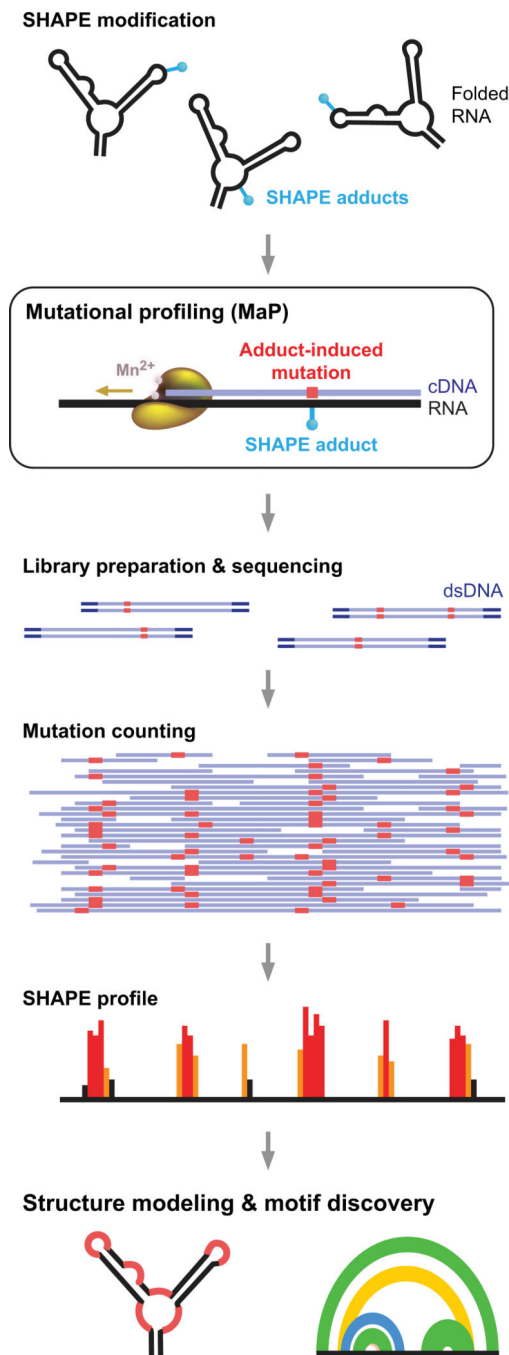 SHAPE modification
Folded
RNA
SHAPE adducts
Mutational profiling (MaP)
Mn2+
Adduct-induced
mutation
cDNA
RNA
SHAPE adduct
Library preparation & sequencing
dsDNA
Mutation counting
SHAPE profile
Structure modeling & motif discovery